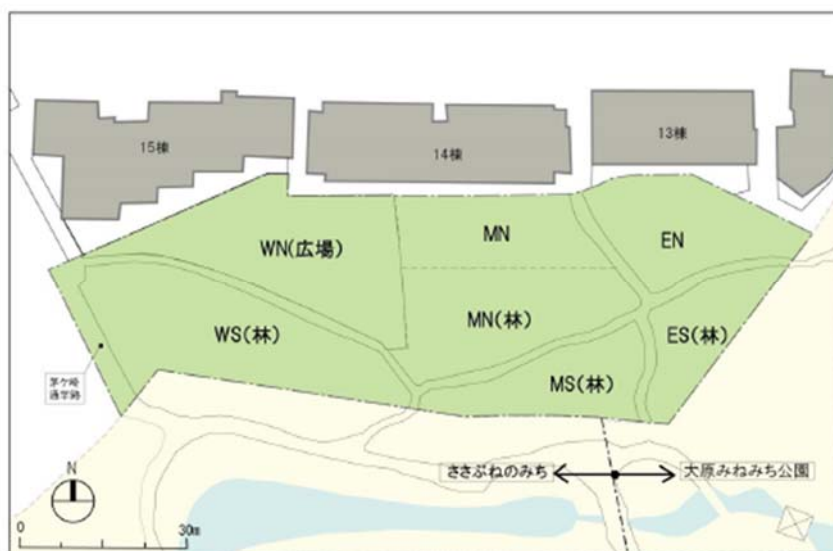 15棟
14棟
13棟
WN(広場)
MN
EN
WS(林)
MN(林)
ES(林)
MS(林)
茅ケ崎
通学路
ささぶねのみち
大原みねみち公園
N
0
30m